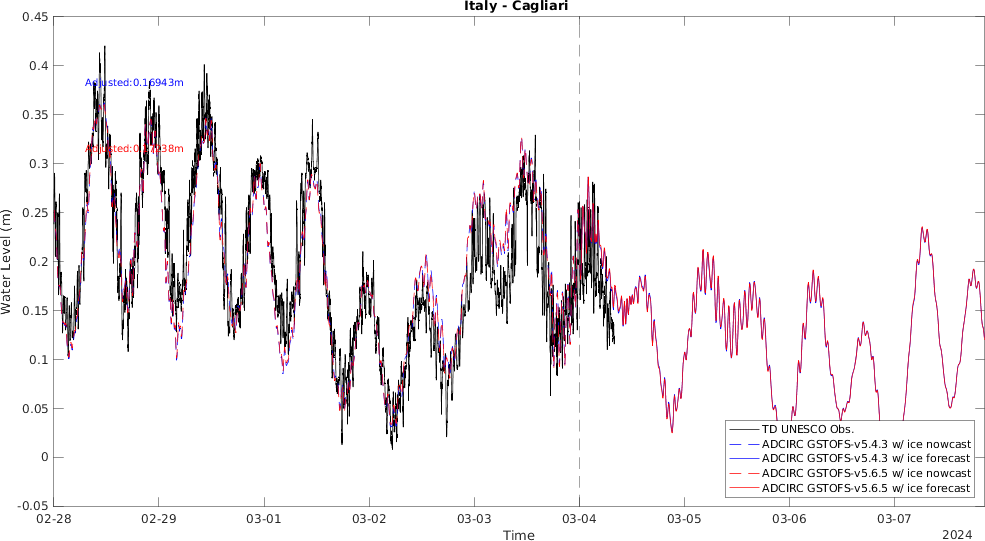 Italy - Cagliari
0.45
0.4
0.35
0.3
0.25
0.2
0.15
0.1
0.05
0
-0.05
Water Level (m)
Adjusted:0.16943m
02-28
02-29
03-01
03-02
03-03
03-04
03-05
03-06
03-07
Time
2024
TD UNESCO Obs.
ADCIRC GSTOFS-v5.4.3 w/ ice nowcast
ADCIRC GSTOFS-v5.4.3 w/ ice forecast
ADCIRC GSTOFS-v5.6.5 w/ ice nowcast
ADCIRC GSTOFS-v5.6.5 w/ ice forecast